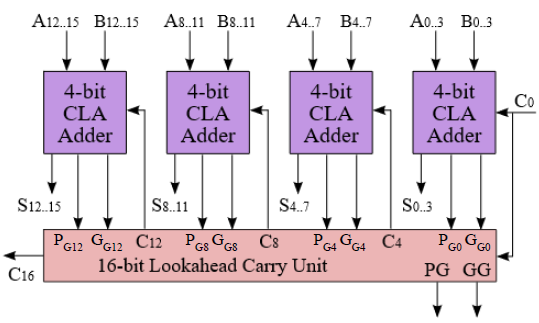 A12..15 B12..15 A8..11 B8..11 A4..7 B4..7 A0..3 B0..3
4-bit CLA Adder 4-bit CLA Adder 4-bit CLA Adder 4-bit CLA Adder
C0
S12..15 S8..11 S4..7 S0..3
PG12 GG12 C12 PG8 GG8 C8 PG4 GG4 C4 PG0 GG0
C16 16-bit Lookahead Carry Unit PG GG